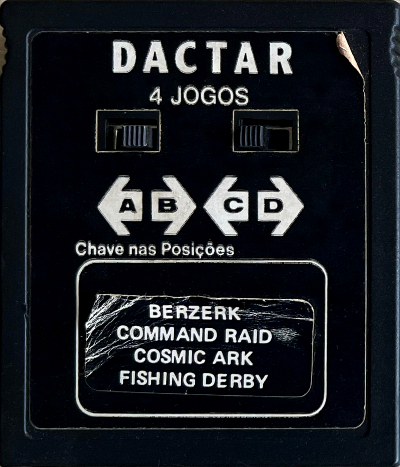 DACTAR
4 JOGOS
A B C D
Chave nas Posições
BERZERK
COMMAND RAID
COSMIC ARK
FISHING DERBY